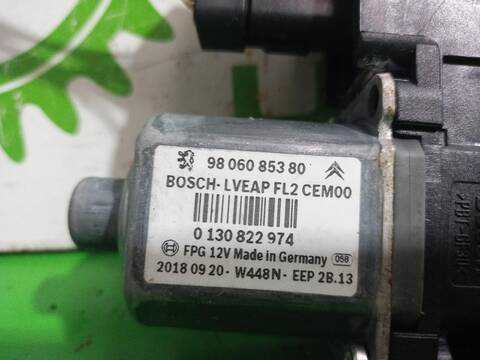 98 060 853 80
BOSCH- LVEAP FL2 CEM00
0 130 822 974
FPG 12V Made in Germany 058
2018 09 20- W448N- EEP 2B.13